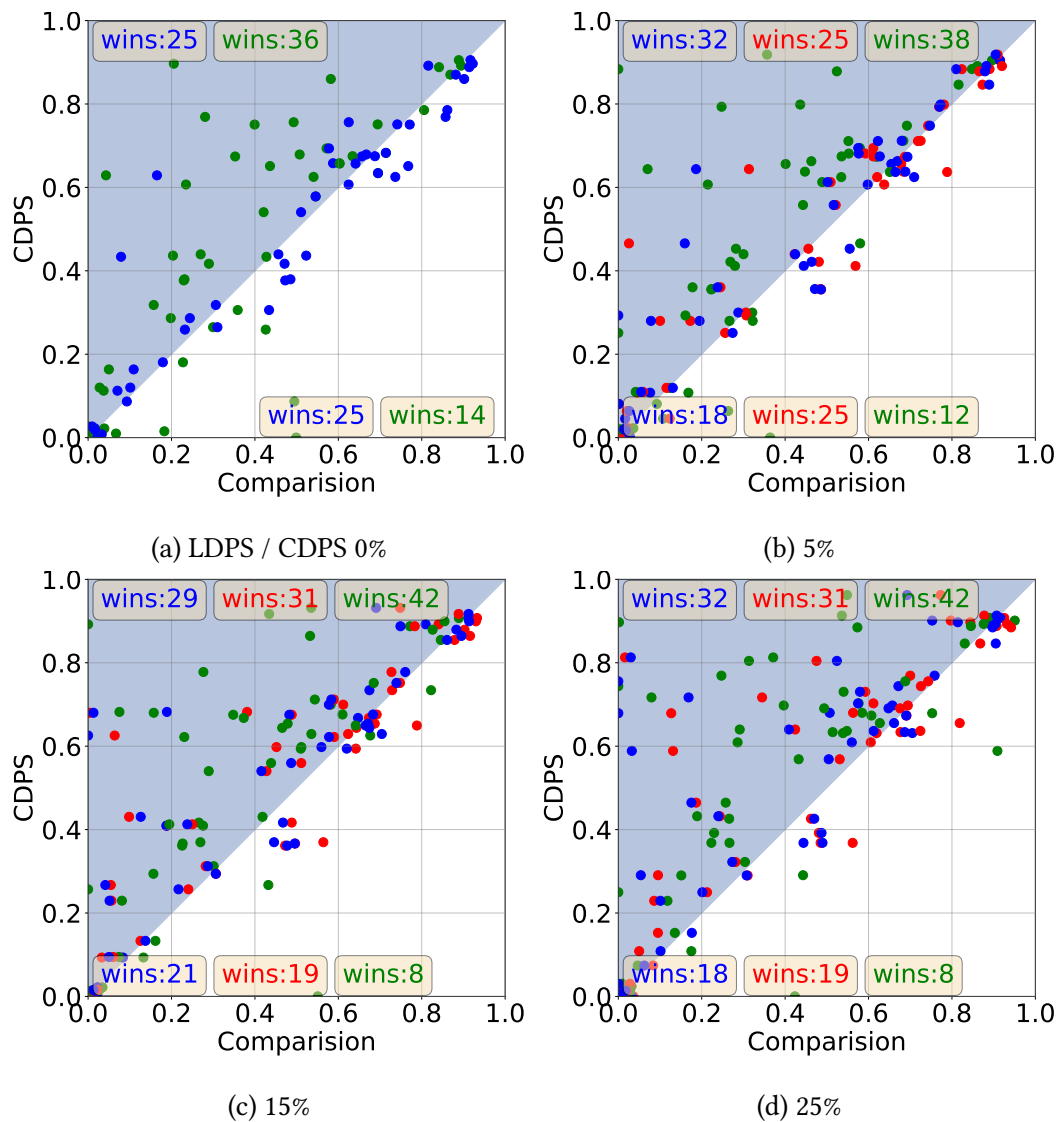 1.0 wins:25 wins:36
0.8
0.6
CDPS
0.4
0.2
wins:25 wins:14
0.0
0.0 0.2 0.4 0.6 0.8 1.0
Comparision
(a) LDPS / CDPS 0%
1.0 wins:32 wins:25 wins:38
0.8
0.6
CDPS
0.4
0.2
wins:18 wins:25 wins:12
0.0
0.0 0.2 0.4 0.6 0.8 1.0
Comparision
(b) 5%
1.0 wins:29 wins:31 wins:42
0.8
0.6
CDPS
0.4
0.2
wins:21 wins:19 wins:8
0.0
0.0 0.2 0.4 0.6 0.8 1.0
Comparision
(c) 15%
1.0 wins:32 wins:31 wins:42
0.8
0.6
CDPS
0.4
0.2
wins:18 wins:19 wins:8
0.0
0.0 0.2 0.4 0.6 0.8 1.0
Comparision
(d) 25%